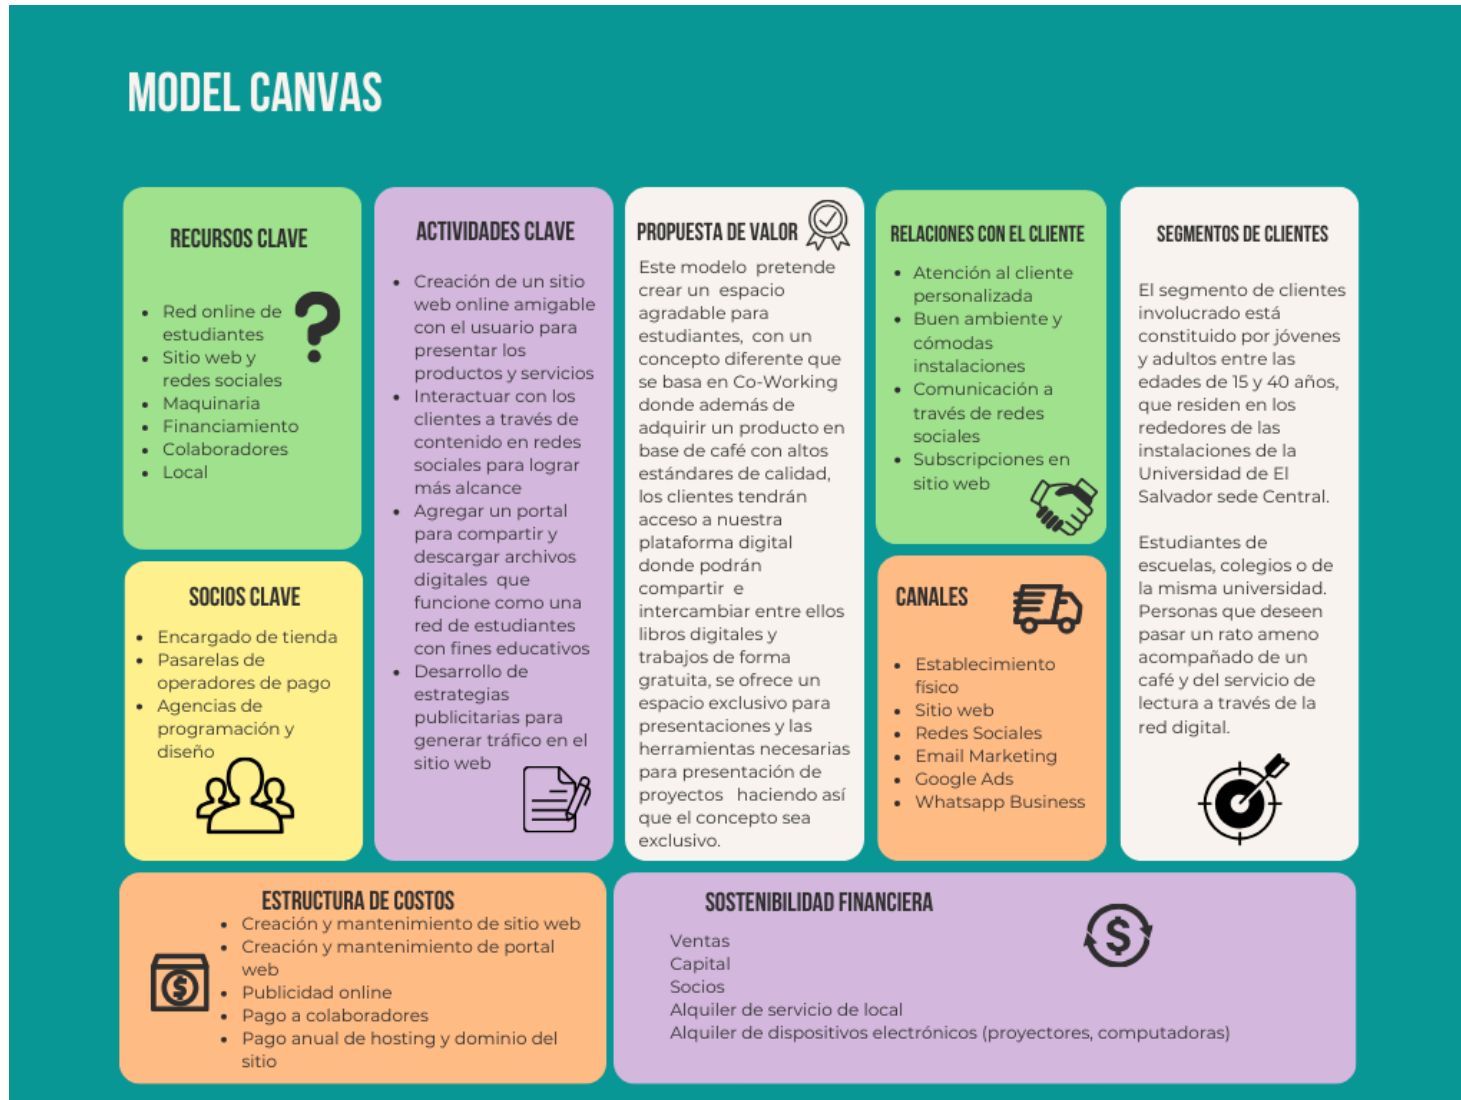 MODEL CANVAS
RECURSOS CLAVE
• Red online de
estudiantes
• Sitio web y
redes sociales
• Maquinaria
• Financiamiento
• Colaboradores
• Local
SOCIOS CLAVE
• Encargado de tienda
• Pasarelas de
operadores de pago
• Agencias de
programación y
diseño
ACTIVIDADES CLAVE
• Creación de un sitio
web online amigable
con el usuario para
presentar los
productos y servicios
• Interactuar con los
clientes a través de
contenido en redes
sociales para lograr
más alcance
• Agregar un portal
para compartir y
descargar archivos
digitales que
funcione como una
red de estudiantes
con fines educativos
• Desarrollo de
estrategias
publicitarias para
generar tráfico en el
sitio web
PROPUESTA DE VALOR
Este modelo pretende
crear un espacio
agradable para
estudiantes, con un
concepto diferente que
se basa en Co-Working
donde además de
adquirir un producto en
base de café con altos
estándares de calidad,
los clientes tendrán
acceso a nuestra
plataforma digital
donde podrán
compartir e
intercambiar entre ellos
libros digitales y
trabajos de forma
gratuita, se ofrece un
espacio exclusivo para
presentaciones y las
herramientas necesarias
para presentación de
proyectos haciendo así
que el concepto sea
exclusivo.
RELACIONES CON EL CLIENTE
• Atención al cliente
personalizada
• Buen ambiente y
cómodas
instalaciones
• Comunicación a
través de redes
sociales
• Subscripciones en
sitio web
CANALES
• Establecimiento
físico
• Sitio web
• Redes Sociales
• Email Marketing
• Google Ads
• Whatsapp Business
SEGMENTOS DE CLIENTES
El segmento de clientes
involucrado está
constituido por jóvenes
y adultos entre las
edades de 15 y 40 años,
que residen en los
rededores de las
instalaciones de la
Universidad de El
Salvador sede Central.
Estudiantes de
escuelas, colegios o de
la misma universidad.
Personas que deseen
pasar un rato ameno
acompañado de un
café y del servicio de
lectura a través de la
red digital.
ESTRUCTURA DE COSTOS
• Creación y mantenimiento de sitio web
• Creación y mantenimiento de portal
web
• Publicidad online
• Pago a colaboradores
• Pago anual de hosting y dominio del
sitio
SOSTENIBILIDAD FINANCIERA
Ventas
Capital
Socios
Alquiler de servicio de local
Alquiler de dispositivos electrónicos (proyectores, computadoras)